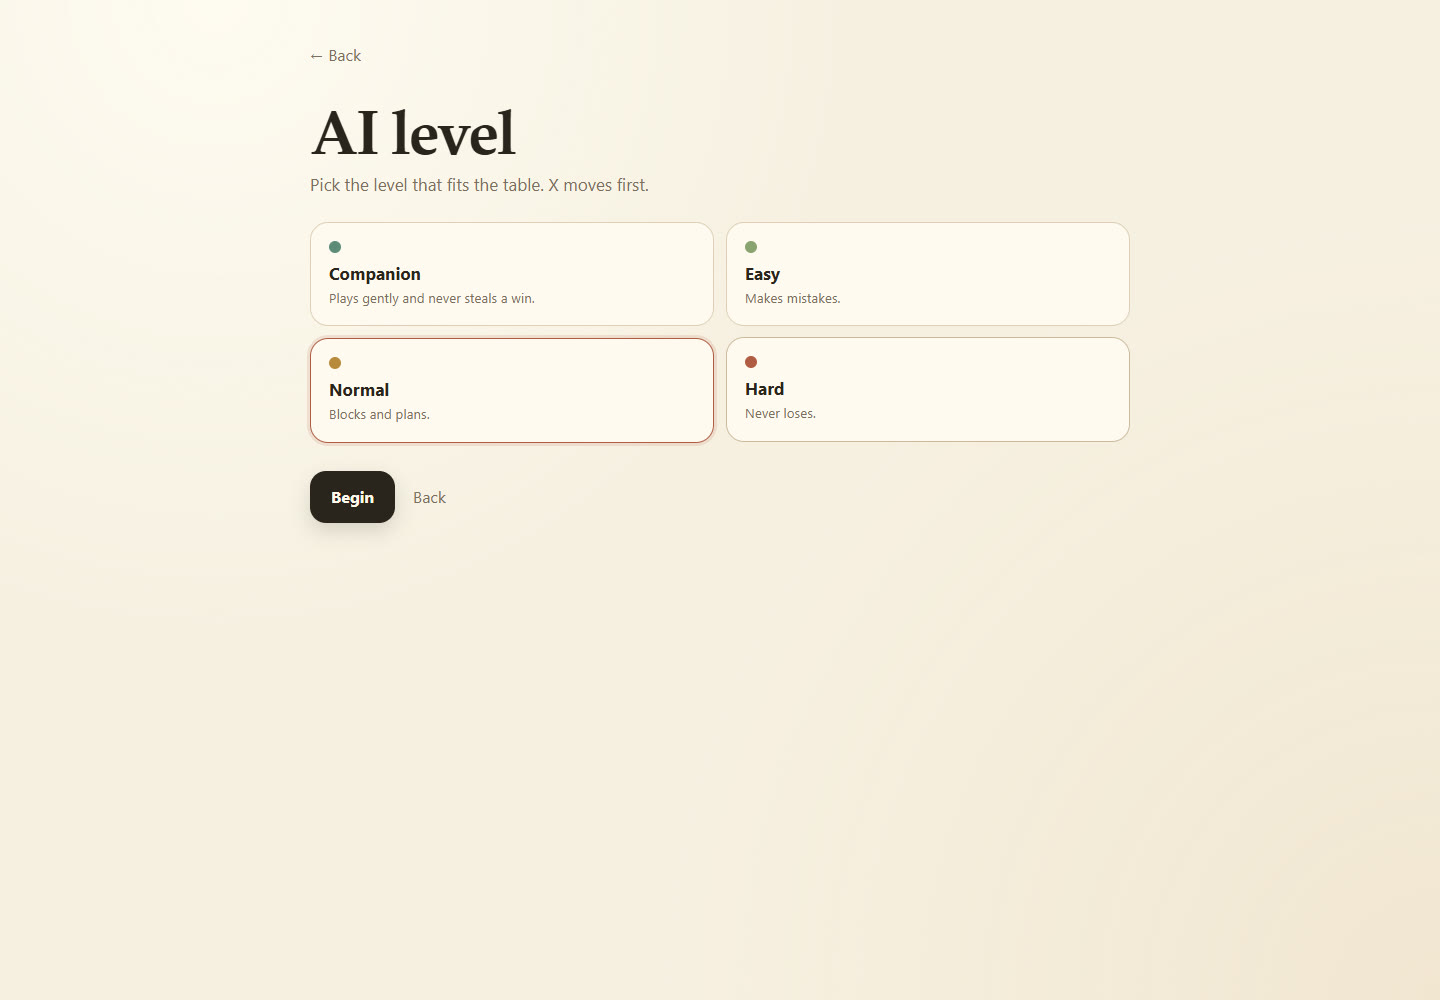 ← Back
AI level
Pick the level that fits the table. X moves first.
Companion
Plays gently and never steals a win.
Easy
Makes mistakes.
Normal
Blocks and plans.
Hard
Never loses.
Begin
Back